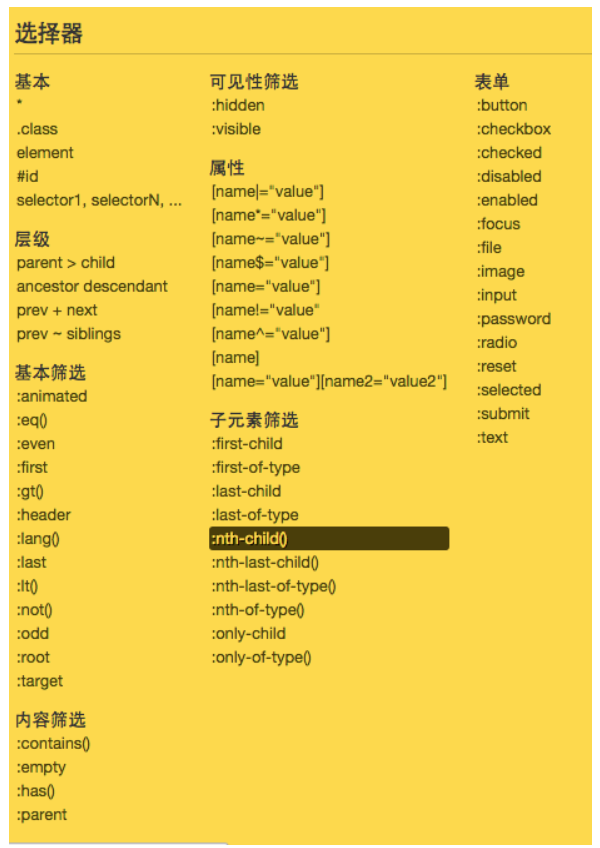 选择器
基本
*
.class
element
#id
selector1, selectorN, ...
层级
parent > child
ancestor descendant
prev + next
prev ~ siblings
基本筛选
:animated
:eq()
:even
:first
:gt()
:header
:lang()
:last
:lt()
:not()
:odd
:root
:target
内容筛选
:contains()
:empty
:has()
:parent
可见性筛选
:hidden
:visible
属性
[name|="value"]
[name*="value"]
[name~="value"]
[name$="value"]
[name="value"]
[name!="value"
[name^="value"]
[name]
[name="value"][name2="value2"]
子元素筛选
:first-child
:first-of-type
:last-child
:last-of-type
:nth-child()
:nth-last-child()
:nth-last-of-type()
:nth-of-type()
:only-child
:only-of-type()
表单
:button
:checkbox
:checked
:disabled
:enabled
:focus
:file
:image
:input
:password
:radio
:reset
:selected
:submit
:text